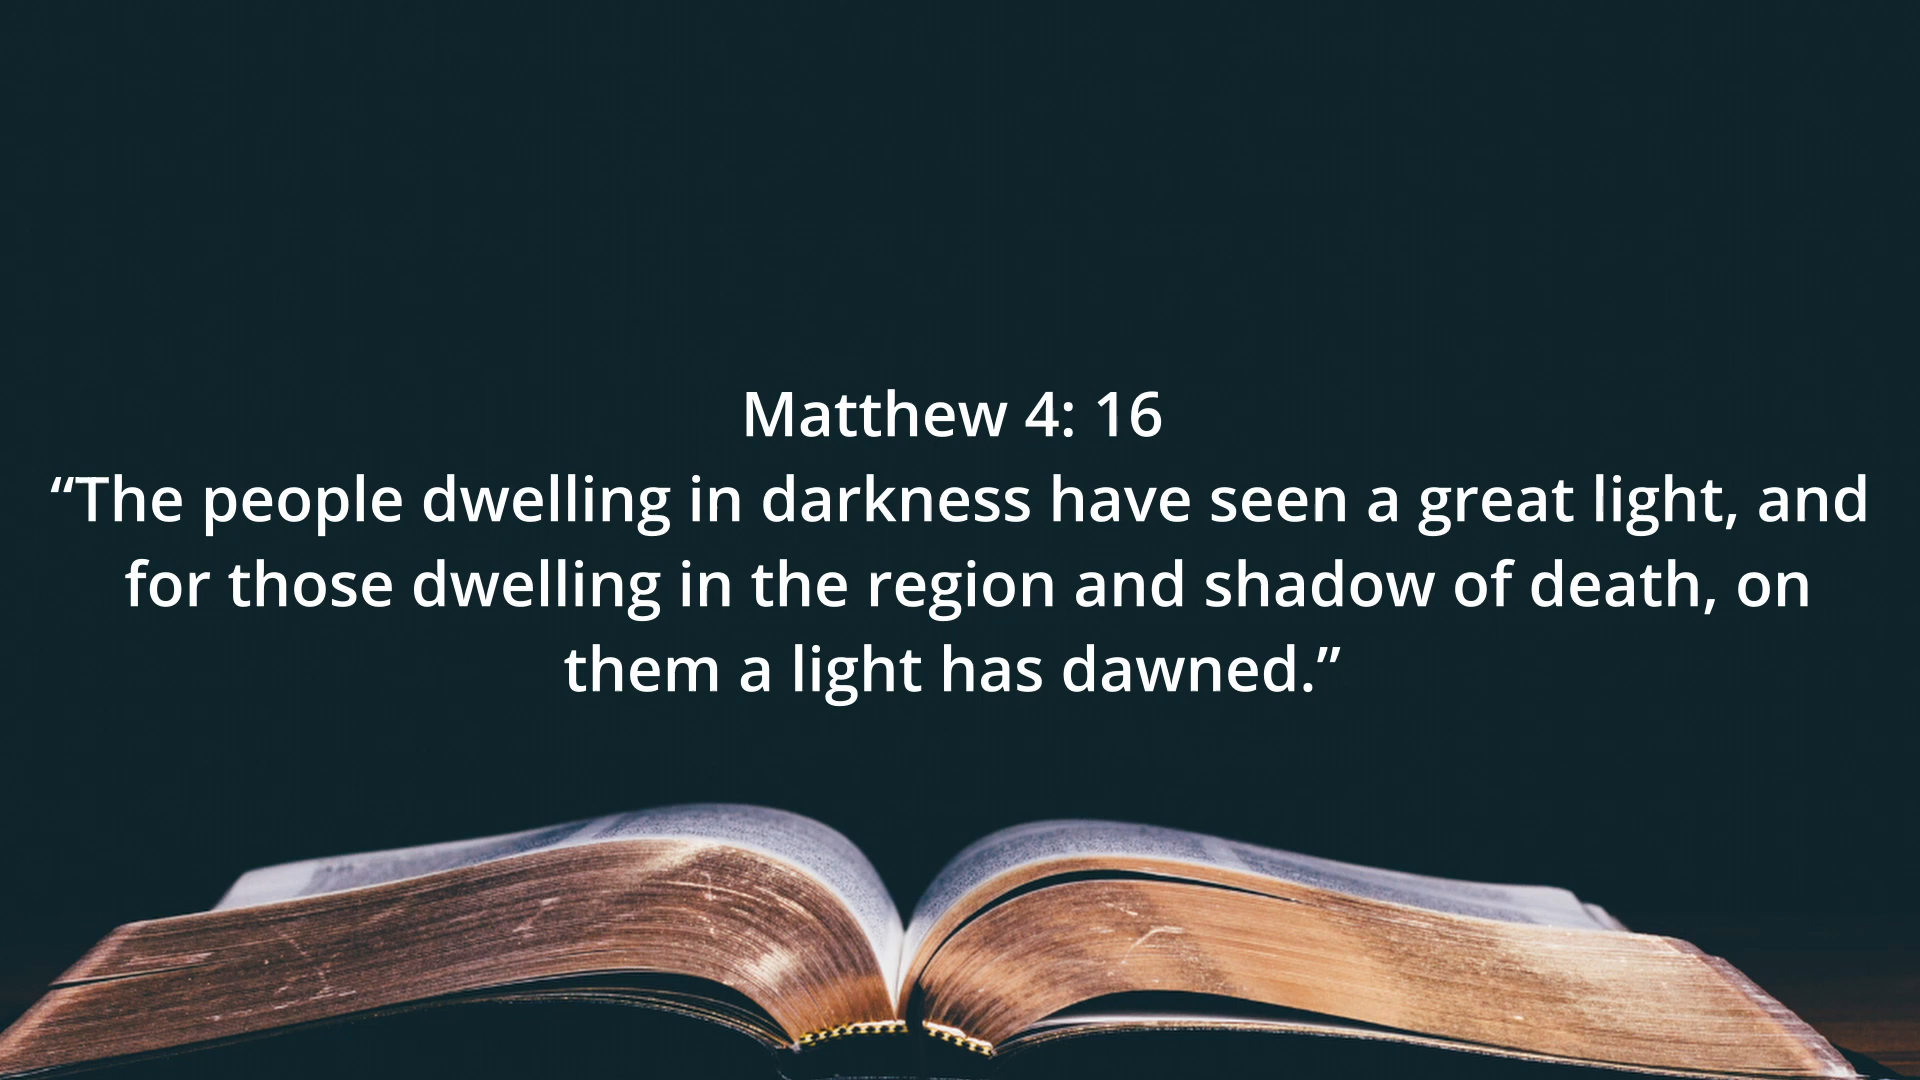 Matthew 4: 16
“The people dwelling in darkness have seen a great light, and
for those dwelling in the region and shadow of death, on
them a light has dawned.”